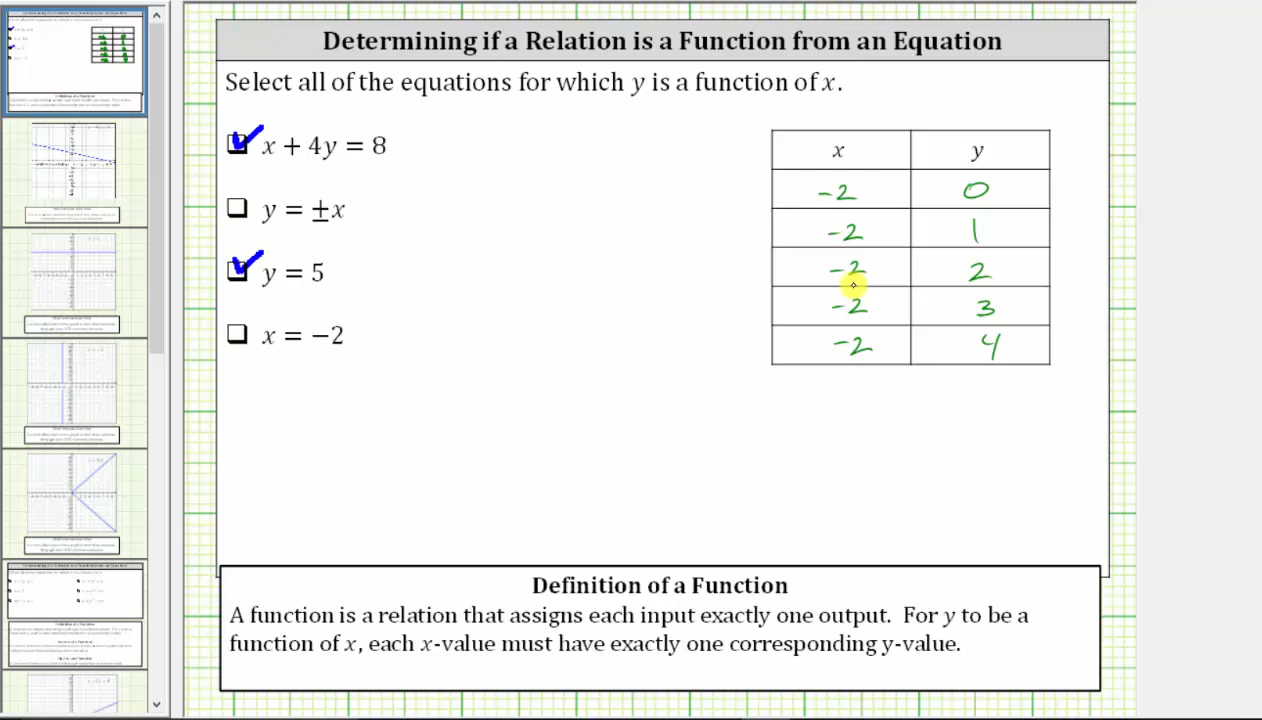 Determining if a Relation is a Function from an Equation
Select all of the equations for which y is a function of x.
x + 4y = 8
y = ±x
y = 5
x = −2
x y
-2 0
-2 1
-2 2
-2 3
-2 4
Definition of a Function
A function is a relation that assigns each input exactly one output. For y to be a
function of x, each x-value must have exactly one corresponding y-value.